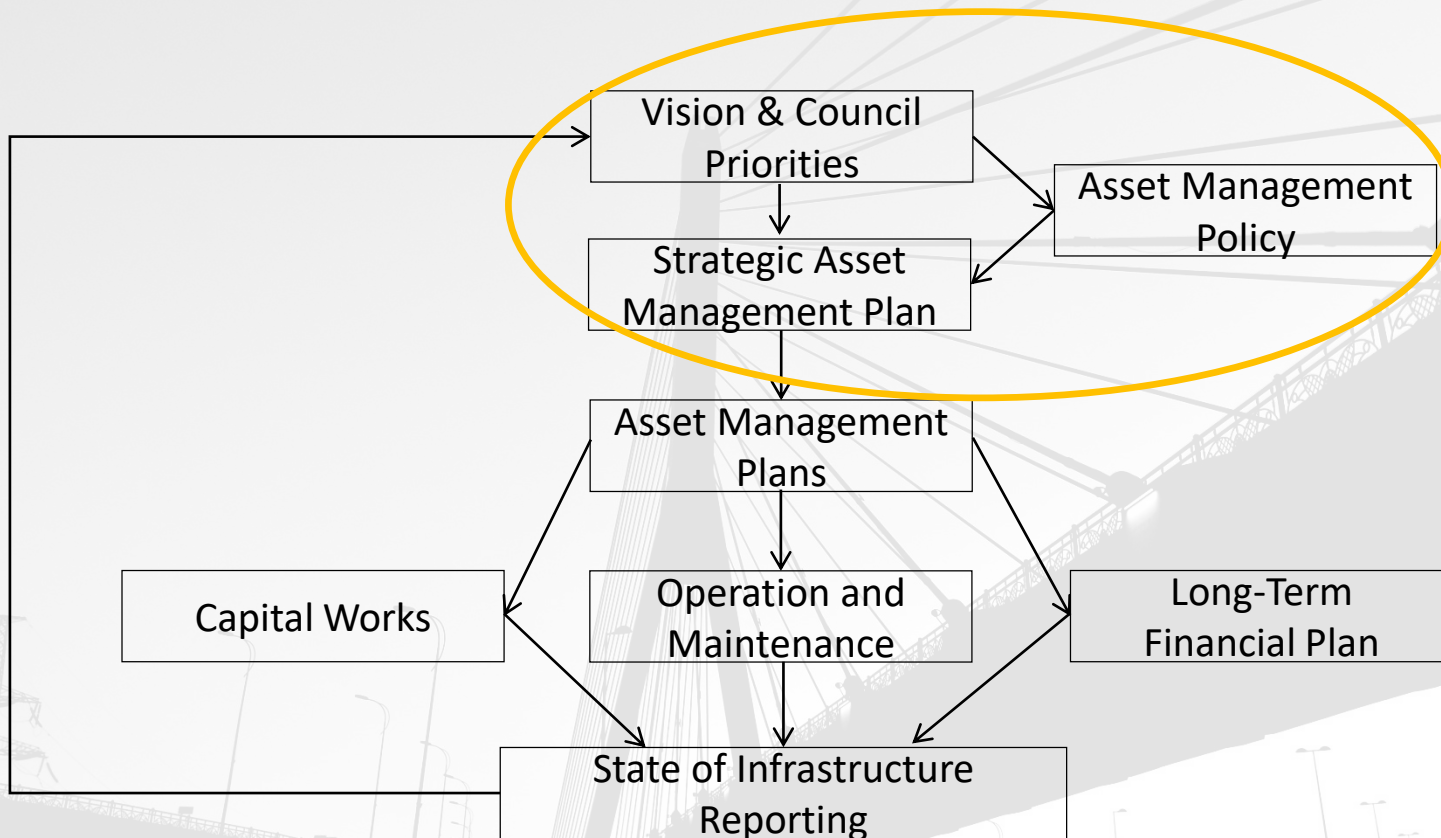 Vision & Council
Priorities
Asset Management
Policy
Strategic Asset
Management Plan
Asset Management
Plans
Capital Works
Operation and
Maintenance
Long-Term
Financial Plan
State of Infrastructure
Reporting